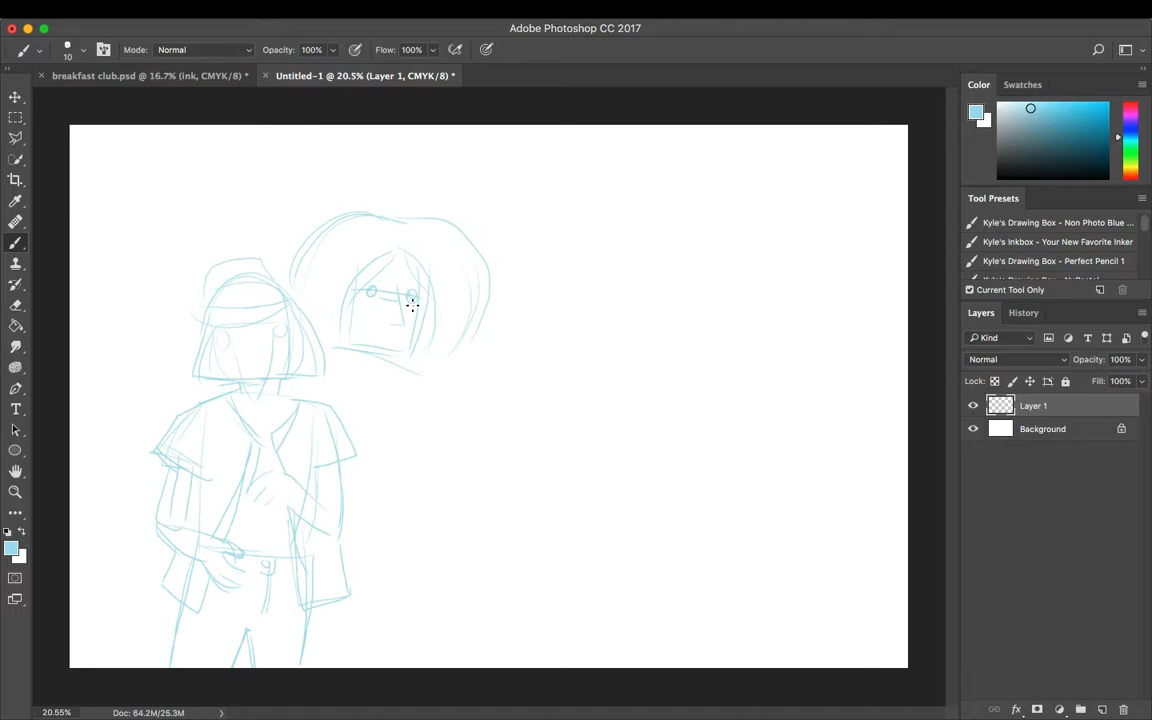 Adobe Photoshop CC 2017
10
Mode: Normal Opacity: 100% Flow: 100%
× breakfast club.psd @ 16.7% (ink, CMYK/8) * × Untitled-1 @ 20.5% (Layer 1, CMYK/8) *
Color Swatches
Tool Presets
Kyle's Drawing Box - Non Photo Blue ...
Kyle's Inkbox - Your New Favorite Inker
Kyle's Drawing Box - Perfect Pencil 1
Current Tool Only
Layers History
Kind
Normal Opacity: 100%
Lock: Fill: 100%
Layer 1
Background
20.55% Doc: 64.2M/25.3M